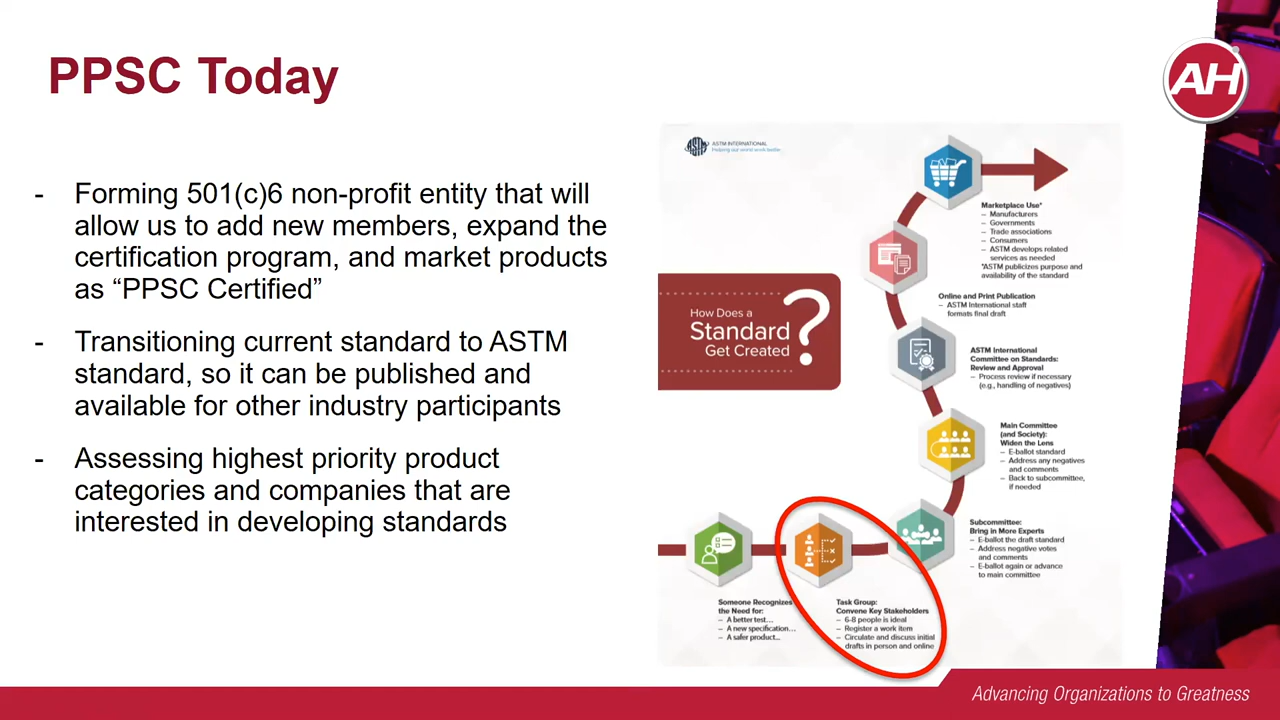 PPSC Today
AH
- Forming 501(c)6 non-profit entity that will
allow us to add new members, expand the
certification program, and market products
as “PPSC Certified”
- Transitioning current standard to ASTM
standard, so it can be published and
available for other industry participants
- Assessing highest priority product
categories and companies that are
interested in developing standards
ASTM INTERNATIONAL
Helping our world work better
How Does a
Standard
Get Created
?
Marketplace Use*
– Manufacturers
– Governments
– Trade associations
– Consumers
– ASTM develops related
services as needed
*ASTM publicizes purpose and
availability of the standard
Online and Print Publication
– ASTM International staff
formats final draft
ASTM International
Committee on Standards:
Review and Approval
– Process review if necessary
(e.g., handling of negatives)
Main Committee
(and Society):
Widen the Lens
– E-ballot standard
– Address any negatives
and comments
– Back to subcommittee,
if needed
Subcommittee:
Bring in More Experts
– E-ballot the draft standard
– Address negative votes
and comments
– E-ballot again or advance
to main committee
Someone Recognizes
the Need for:
– A better test...
– A new specification...
– A safer product...
Task Group:
Convene Key Stakeholders
– 6-8 people is ideal
– Register a work item
– Circulate and discuss initial
drafts in person and online
Advancing Organizations to Greatness